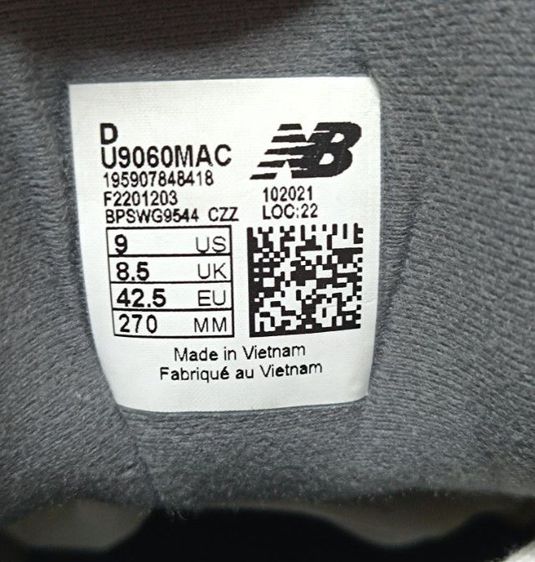 D
U9060MAC
195907848418
F2201203
BPSWG9544 CZZ
NB
102021
LOC:22
9 US
8.5 UK
42.5 EU
270 MM
Made in Vietnam
Fabriqué au Vietnam